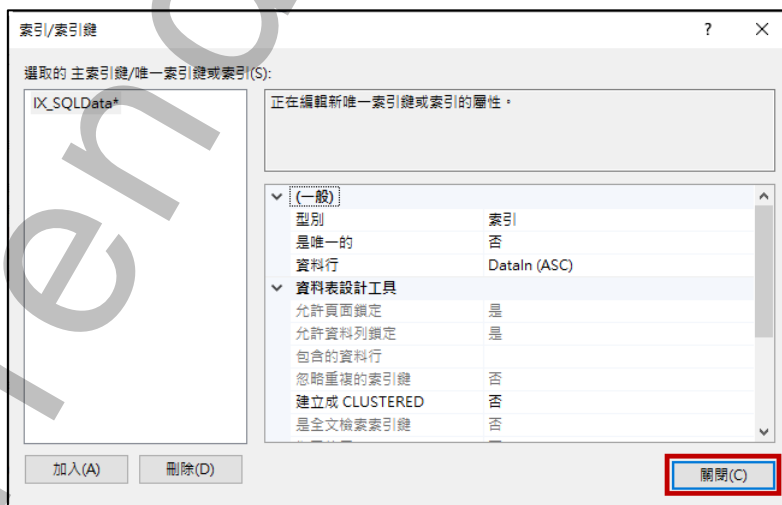 索引/索引鍵
?
選取的 主索引鍵/唯一索引鍵或索引(S):
IX_SQLData*
正在編輯新唯一索引鍵或索引的屬性。
(一般)
型別 索引
是唯一的 否
資料行 DataIn (ASC)
資料表設計工具
允許頁面鎖定 是
允許資料列鎖定 是
包含的資料行
忽略重複的索引鍵 否
建立成 CLUSTERED 否
是全文檢索索引鍵 否
加入(A) 刪除(D) 關閉(C)